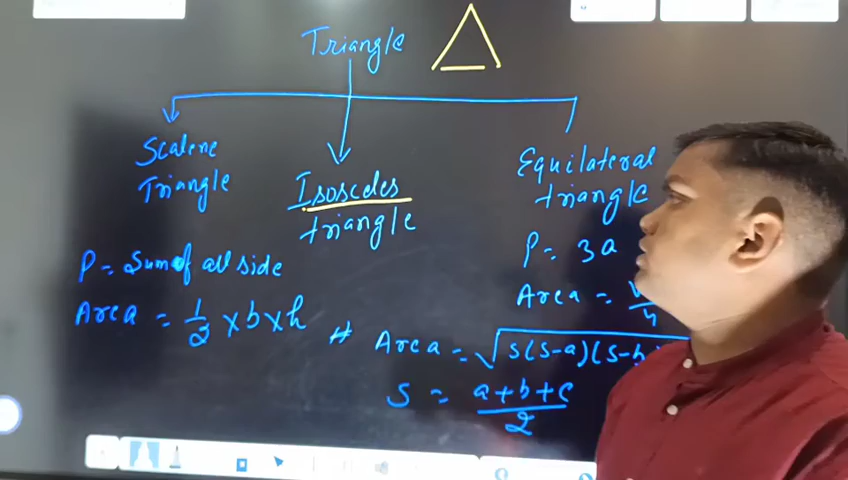 Triangle
Scalene
Triangle
Isosceles
triangle
Equilateral
triangle
P = Sum of all side
Area = 1/2 × b × h
P = 3a
Area =
# Area = √s(s-a)(s-b)
s = a+b+c/2